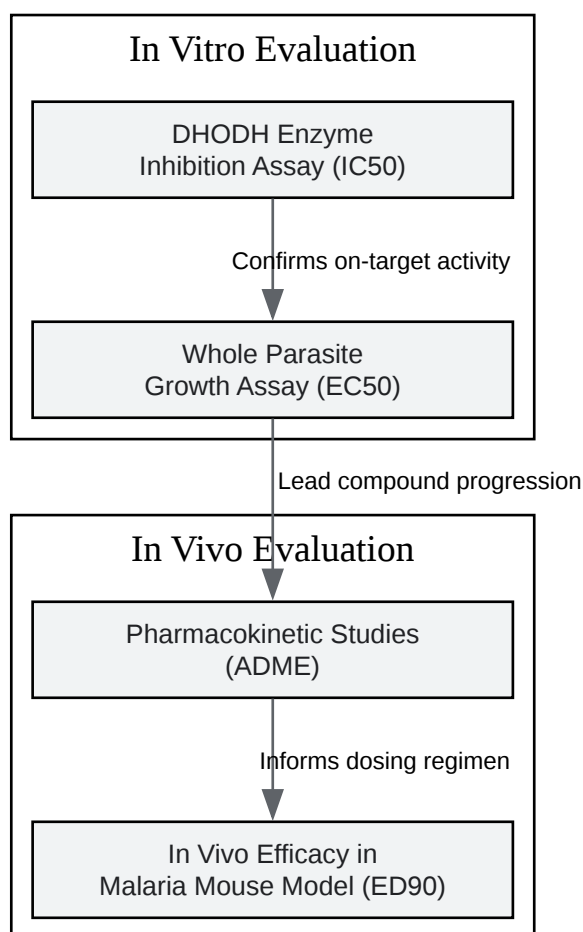 In Vitro Evaluation
DHODH Enzyme
Inhibition Assay (IC50)
Confirms on-target activity
Whole Parasite
Growth Assay (EC50)
Lead compound progression
In Vivo Evaluation
Pharmacokinetic Studies
(ADME)
Informs dosing regimen
In Vivo Efficacy in
Malaria Mouse Model (ED90)